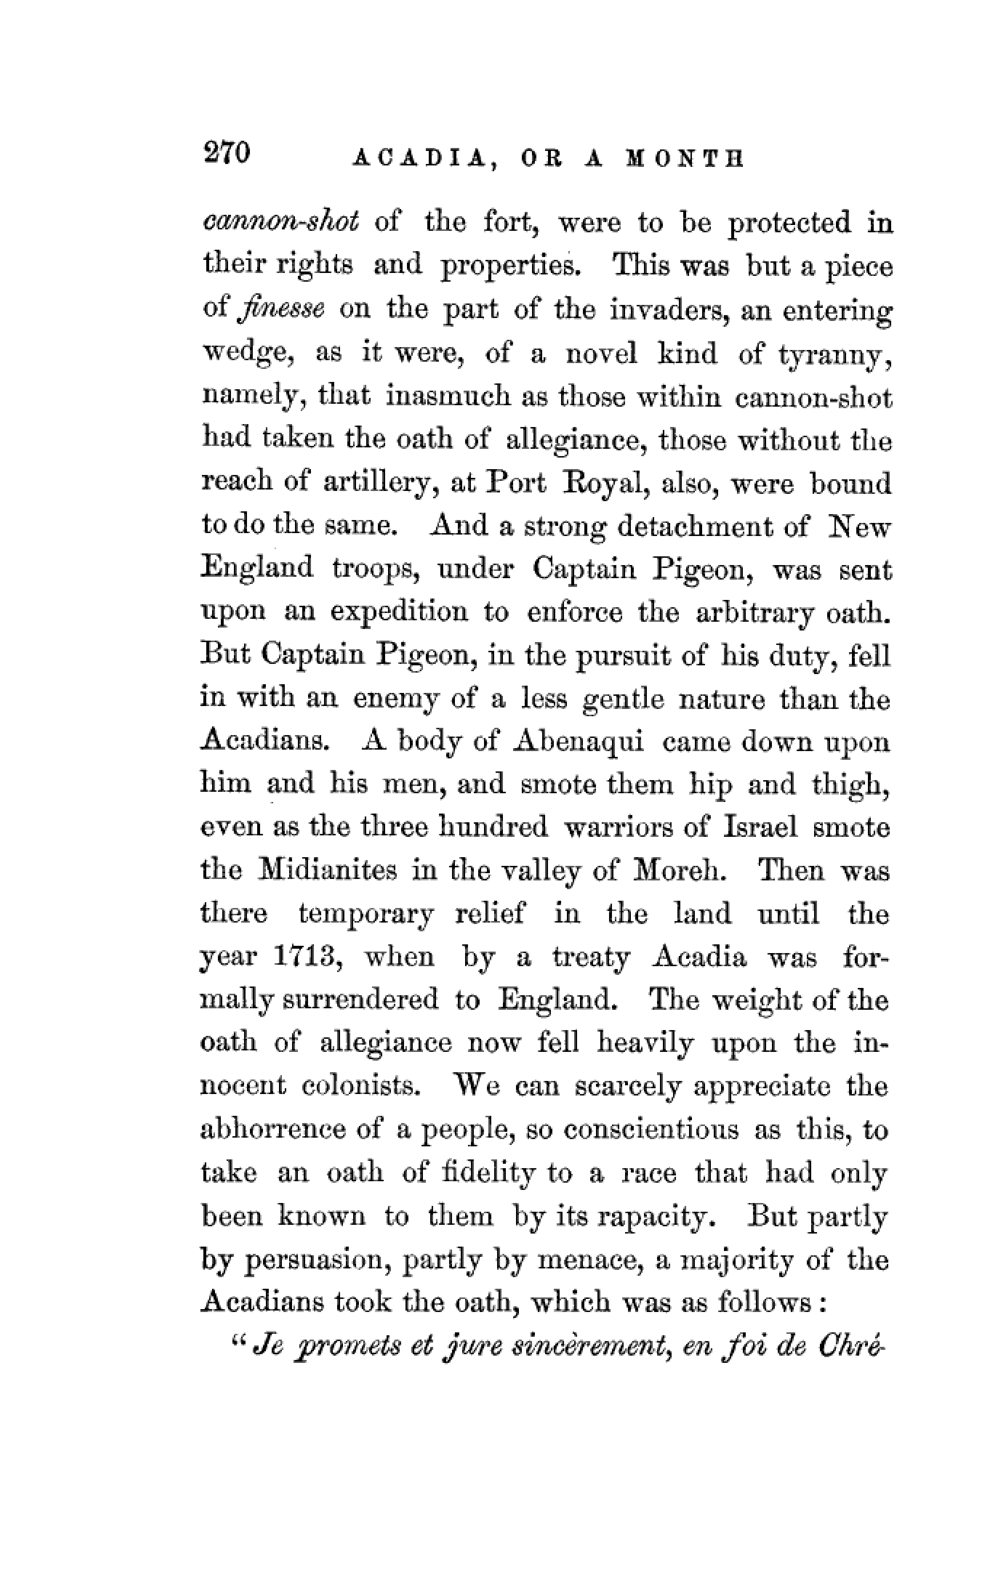 270 ACADIA, OR A MONTH
cannon-shot of the fort, were to be protected in
their rights and properties. This was but a piece
of finesse on the part of the invaders, an entering
wedge, as it were, of a novel kind of tyranny,
namely, that inasmuch as those within cannon-shot
had taken the oath of allegiance, those without the
reach of artillery, at Port Royal, also, were bound
to do the same. And a strong detachment of New
England troops, under Captain Pigeon, was sent
upon an expedition to enforce the arbitrary oath.
But Captain Pigeon, in the pursuit of his duty, fell
in with an enemy of a less gentle nature than the
Acadians. A body of Abenaqui came down upon
him and his men, and smote them hip and thigh,
even as the three hundred warriors of Israel smote
the Midianites in the valley of Moreh. Then was
there temporary relief in the land until the
year 1713, when by a treaty Acadia was for-
mally surrendered to England. The weight of the
oath of allegiance now fell heavily upon the in-
nocent colonists. We can scarcely appreciate the
abhorrence of a people, so conscientious as this, to
take an oath of fidelity to a race that had only
been known to them by its rapacity. But partly
by persuasion, partly by menace, a majority of the
Acadians took the oath, which was as follows :
“Je promets et jure sincèrement, en foi de Chré-